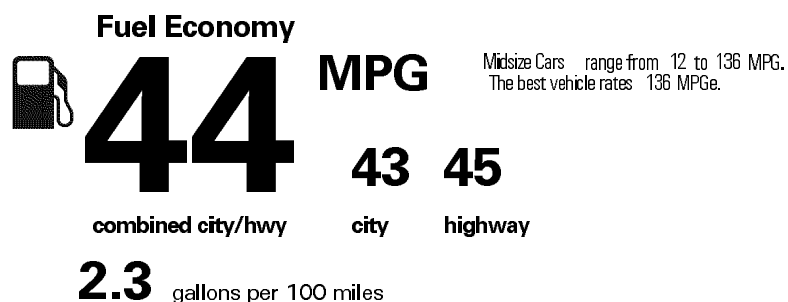 Fuel Economy
44 MPG
Midsize Cars range from 12 to 136 MPG.
The best vehicle rates 136 MPGe.
43 45
combined city/hwy city highway
2.3 gallons per 100 miles